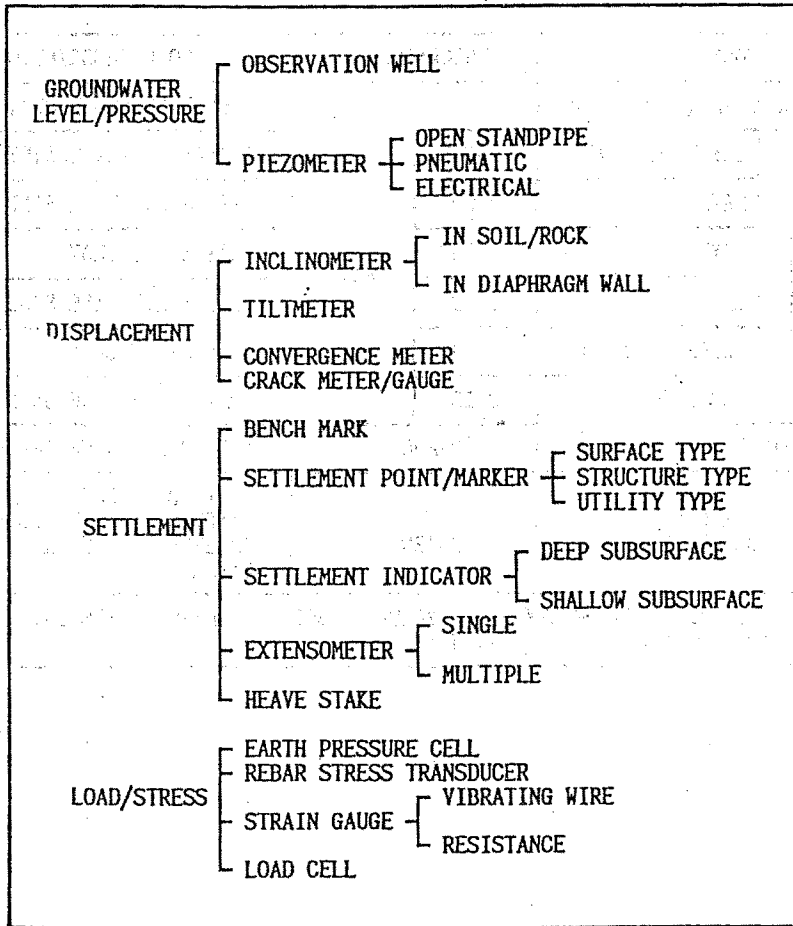 GROUNDWATER
LEVEL/PRESSURE
OBSERVATION WELL
PIEZOMETER
OPEN STANDPIPE
PNEUMATIC
ELECTRICAL
DISPLACEMENT
INCLINOMETER
IN SOIL/ROCK
IN DIAPHRAGM WALL
TILTMETER
CONVERGENCE METER
CRACK METER/GAUGE
SETTLEMENT
BENCH MARK
SETTLEMENT POINT/MARKER
SURFACE TYPE
STRUCTURE TYPE
UTILITY TYPE
SETTLEMENT INDICATOR
DEEP SUBSURFACE
SHALLOW SUBSURFACE
EXTENSOMETER
SINGLE
MULTIPLE
HEAVE STAKE
LOAD/STRESS
EARTH PRESSURE CELL
REBAR STRESS TRANSDUCER
STRAIN GAUGE
VIBRATING WIRE
RESISTANCE
LOAD CELL